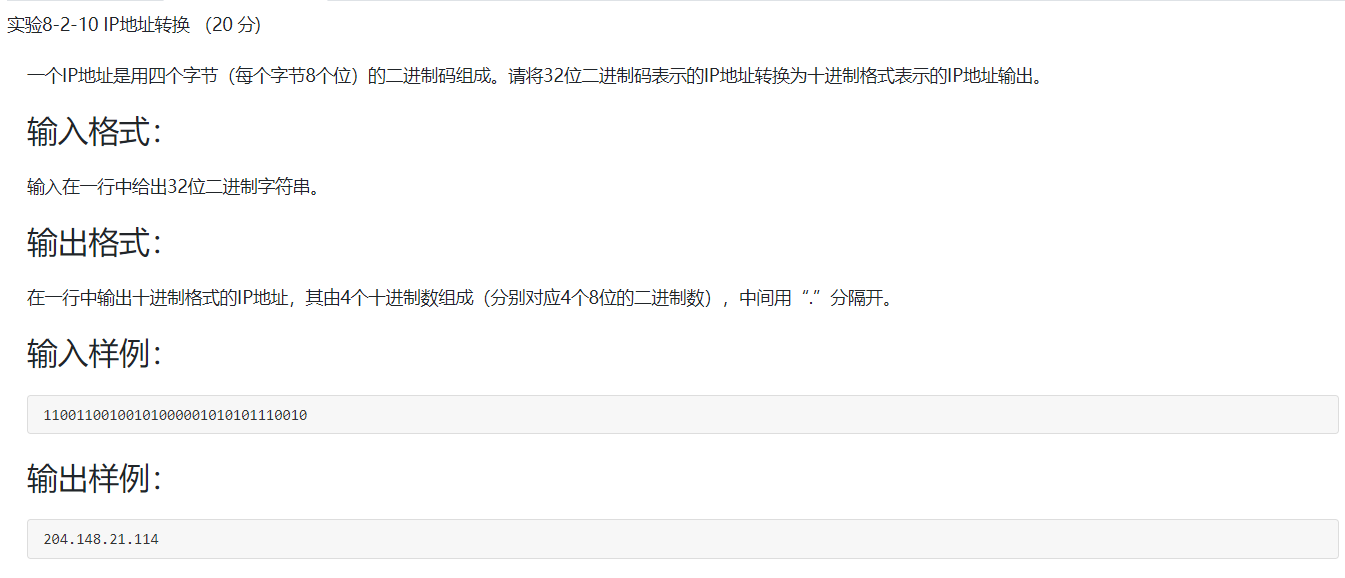 实验8-2-10 IP地址转换 （20 分）
一个IP地址是用四个字节（每个字节8个位）的二进制码组成。请将32位二进制码表示的IP地址转换为十进制格式表示的IP地址输出。
输入格式：
输入在一行中给出32位二进制字符串。
输出格式：
在一行中输出十进制格式的IP地址，其由4个十进制数组成（分别对应4个8位的二进制数），中间用“.”分隔开。
输入样例：
11001100100101000001010101110010
输出样例：
204.148.21.114